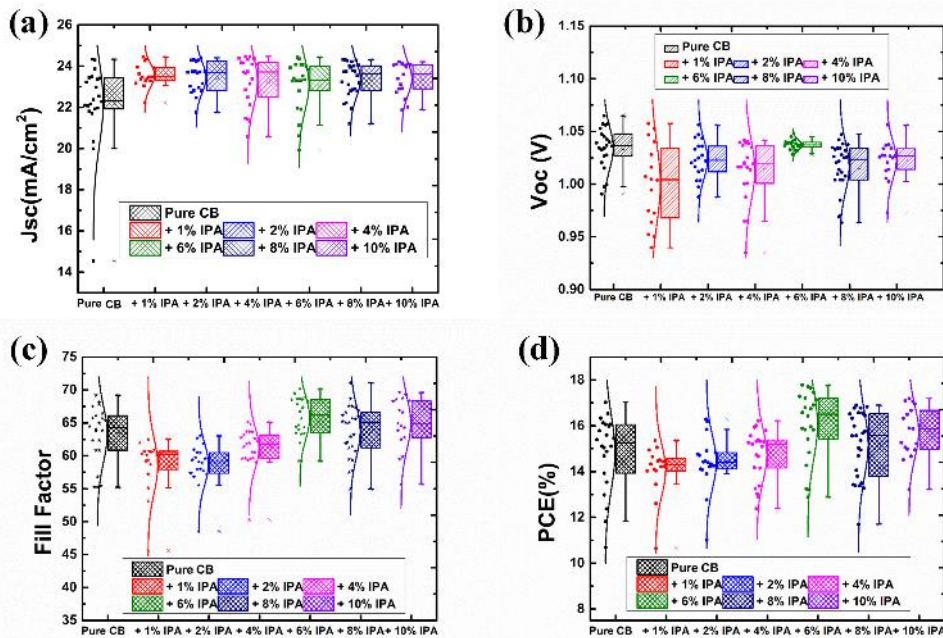 (a)
Jsc(mA/cm²)
26
24
22
20
18
16
14
13
Pure CB
+ 1% IPA + 2% IPA + 4% IPA
+ 6% IPA + 8% IPA + 10% IPA
Pure CB + 1% IPA + 2% IPA + 4% IPA + 6% IPA + 8% IPA + 10% IPA
(b)
Voc (V)
1.15
1.10
1.05
1.00
0.95
0.90
Pure CB
+ 1% IPA + 2% IPA + 4% IPA
+ 6% IPA + 8% IPA + 10% IPA
Pure CB + 1% IPA + 2% IPA + 4% IPA + 6% IPA + 8% IPA + 10% IPA
(c)
Fill Factor
75
70
65
60
55
50
45
40
35
Pure CB
+ 1% IPA + 2% IPA + 4% IPA
+ 6% IPA + 8% IPA + 10% IPA
Pure CB + 1% IPA + 2% IPA + 4% IPA + 6% IPA + 8% IPA + 10% IPA
(d)
PCE(%)
18
16
14
12
10
8
Pure CB
+ 1% IPA + 2% IPA + 4% IPA
+ 6% IPA + 8% IPA + 10% IPA
Pure CB + 1% IPA + 2% IPA + 4% IPA + 6% IPA + 8% IPA + 10% IPA